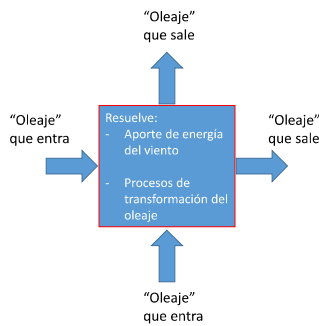 “Oleaje”
que sale
“Oleaje”
que entra
Resuelve:
- Aporte de energía
del viento
- Procesos de
transformación del
oleaje
“Oleaje”
que sale
“Oleaje”
que entra